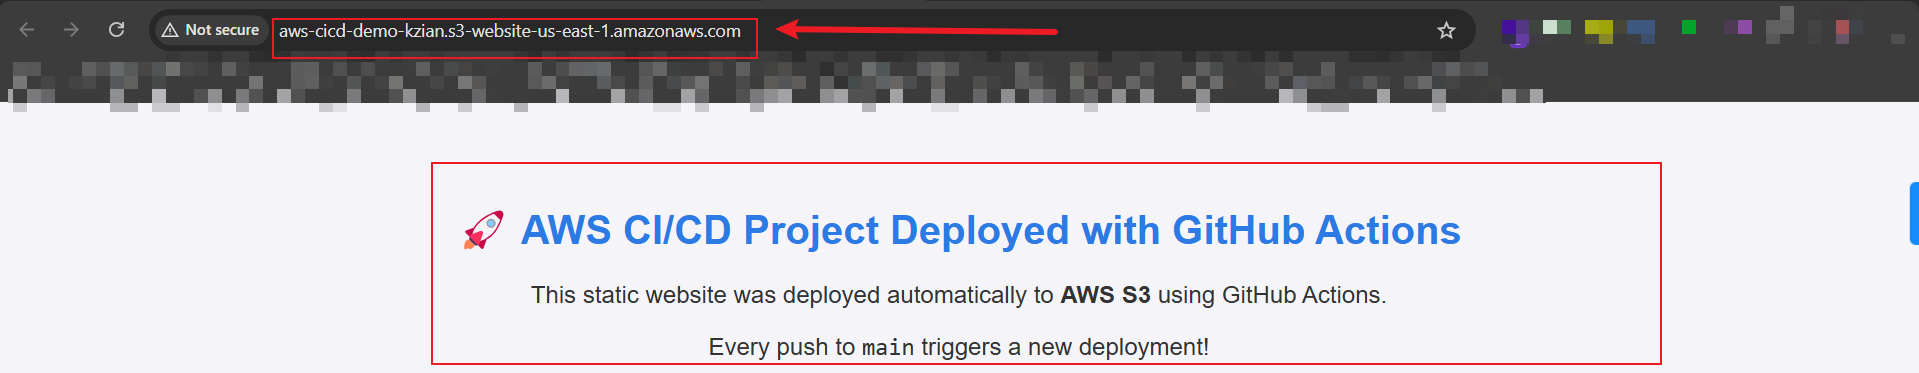 Not secure
aws-cicd-demo-kzian.s3-website-us-east-1.amazonaws.com
🚀 AWS CI/CD Project Deployed with GitHub Actions
This static website was deployed automatically to AWS S3 using GitHub Actions.
Every push to main triggers a new deployment!